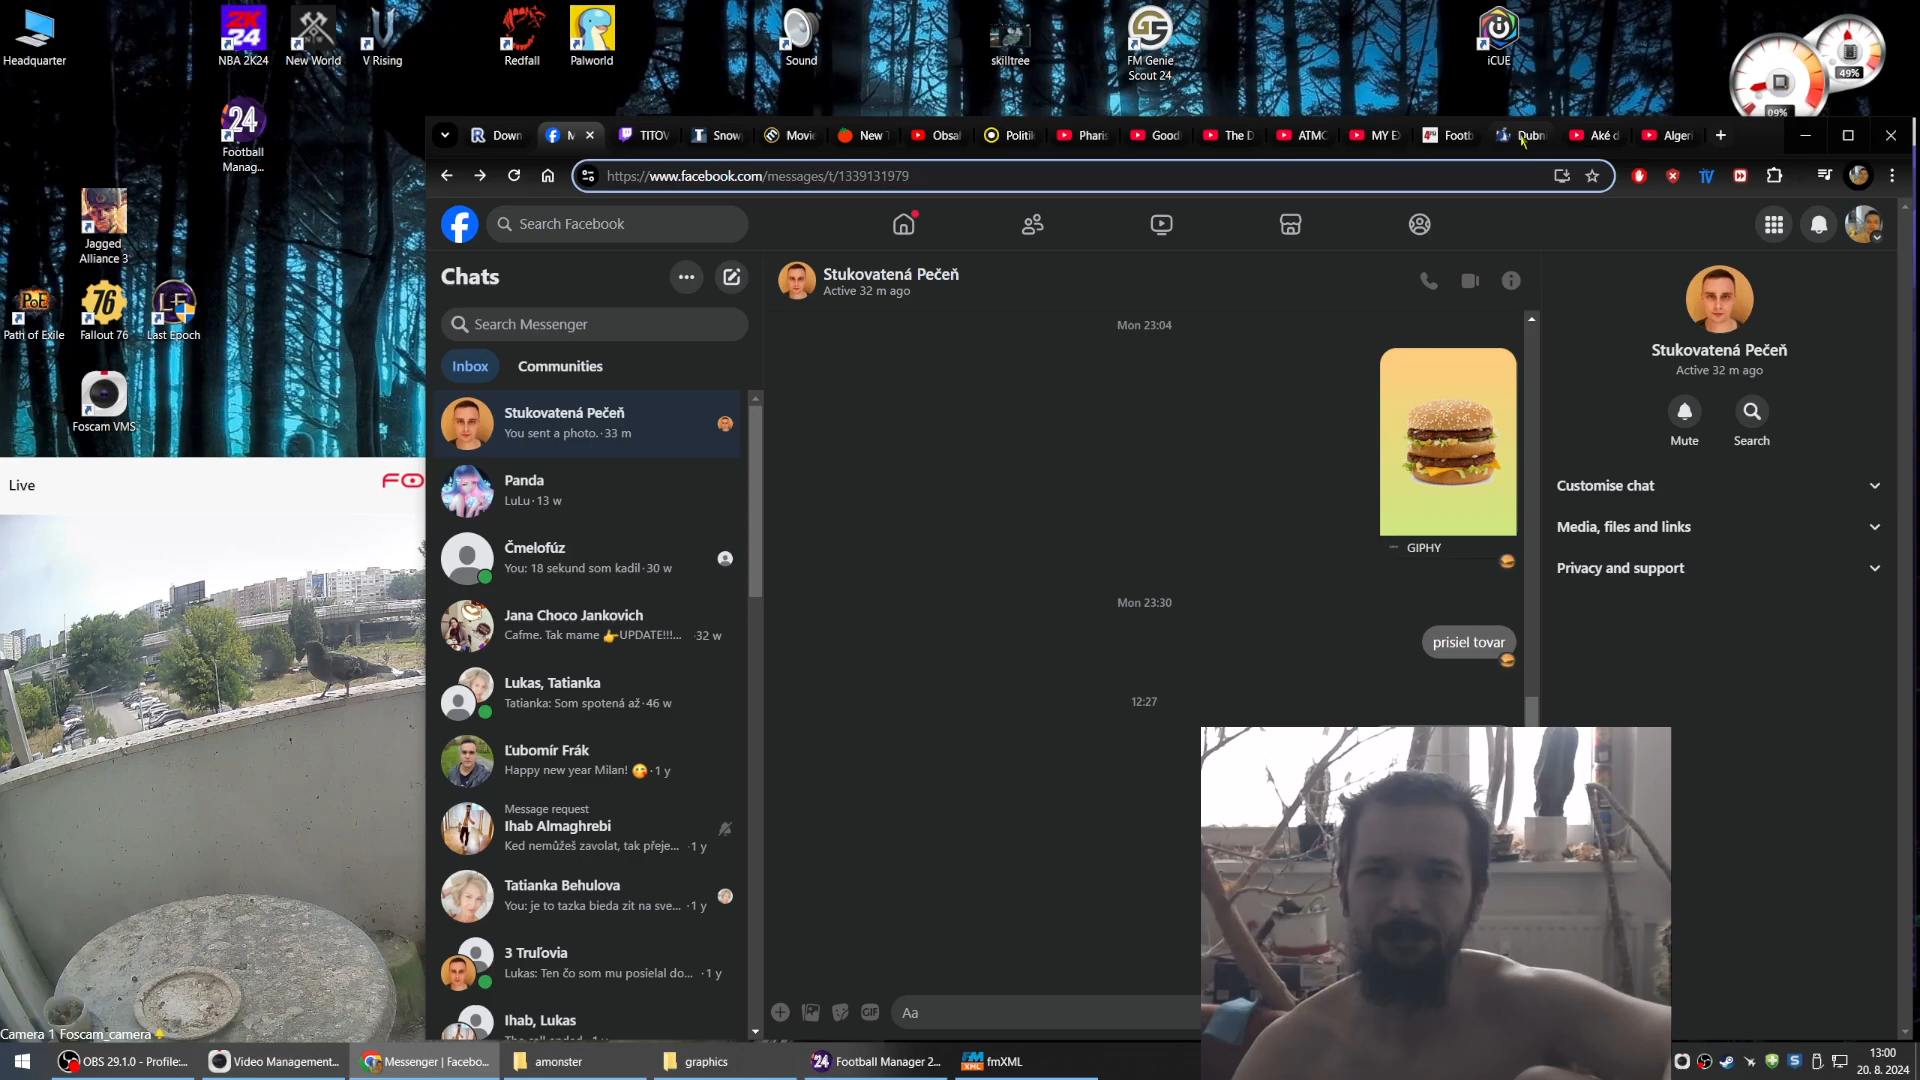 Headquarter
NBA 2K24
New World
V Rising
Redfall
Palworld
Sound
skilltree
FM Genie
Scout 24
iCUE
49%
09%
24
Football
Manag...
Jagged
Alliance 3
Path of Exile
Fallout 76
Last Epoch
Foscam VMS
Down
M
TITOV
Snow
Movie
New T
Obsa
Politi
Pharis
Good
The D
ATMO
MY E
Footb
Dubn
Aké d
Alger
https://www.facebook.com/messages/t/1339131979
Search Facebook
Chats
Search Messenger
Inbox
Communities
Stukovatená Pečeň
You sent a photo. · 33 m
Panda
LuLu · 13 w
Čmelofúz
You: 18 sekund som kadil · 30 w
Jana Choco Jankovich
Cafme. Tak mame 👉UPDATE!!!... · 32 w
Lukas, Tatianka
Tatianka: Som spotená až · 46 w
Ľubomír Frák
Happy new year Milan! 🥰 · 1 y
Message request
Ihab Almaghrebi
Ked nemůžeš zavolat, tak přeje... · 1 y
Tatianka Behulova
You: je to tazka bieda zit na sve... · 1 y
3 Truľovia
Lukas: Ten čo som mu posielal do... · 1 y
Ihab, Lukas
Stukovatená Pečeň
Active 32 m ago
Mon 23:04
GIPHY
Mon 23:30
prisiel tovar
12:27
GIF
Aa
Stukovatená Pečeň
Active 32 m ago
Mute
Search
Customise chat
Media, files and links
Privacy and support
Live
FO
Camera 1 Foscam_camera
OBS 29.1.0 - Profile:...
Video Management...
Messenger | Facebo...
amonster
graphics
Football Manager 2...
fmXML
13:00
20. 8. 2024